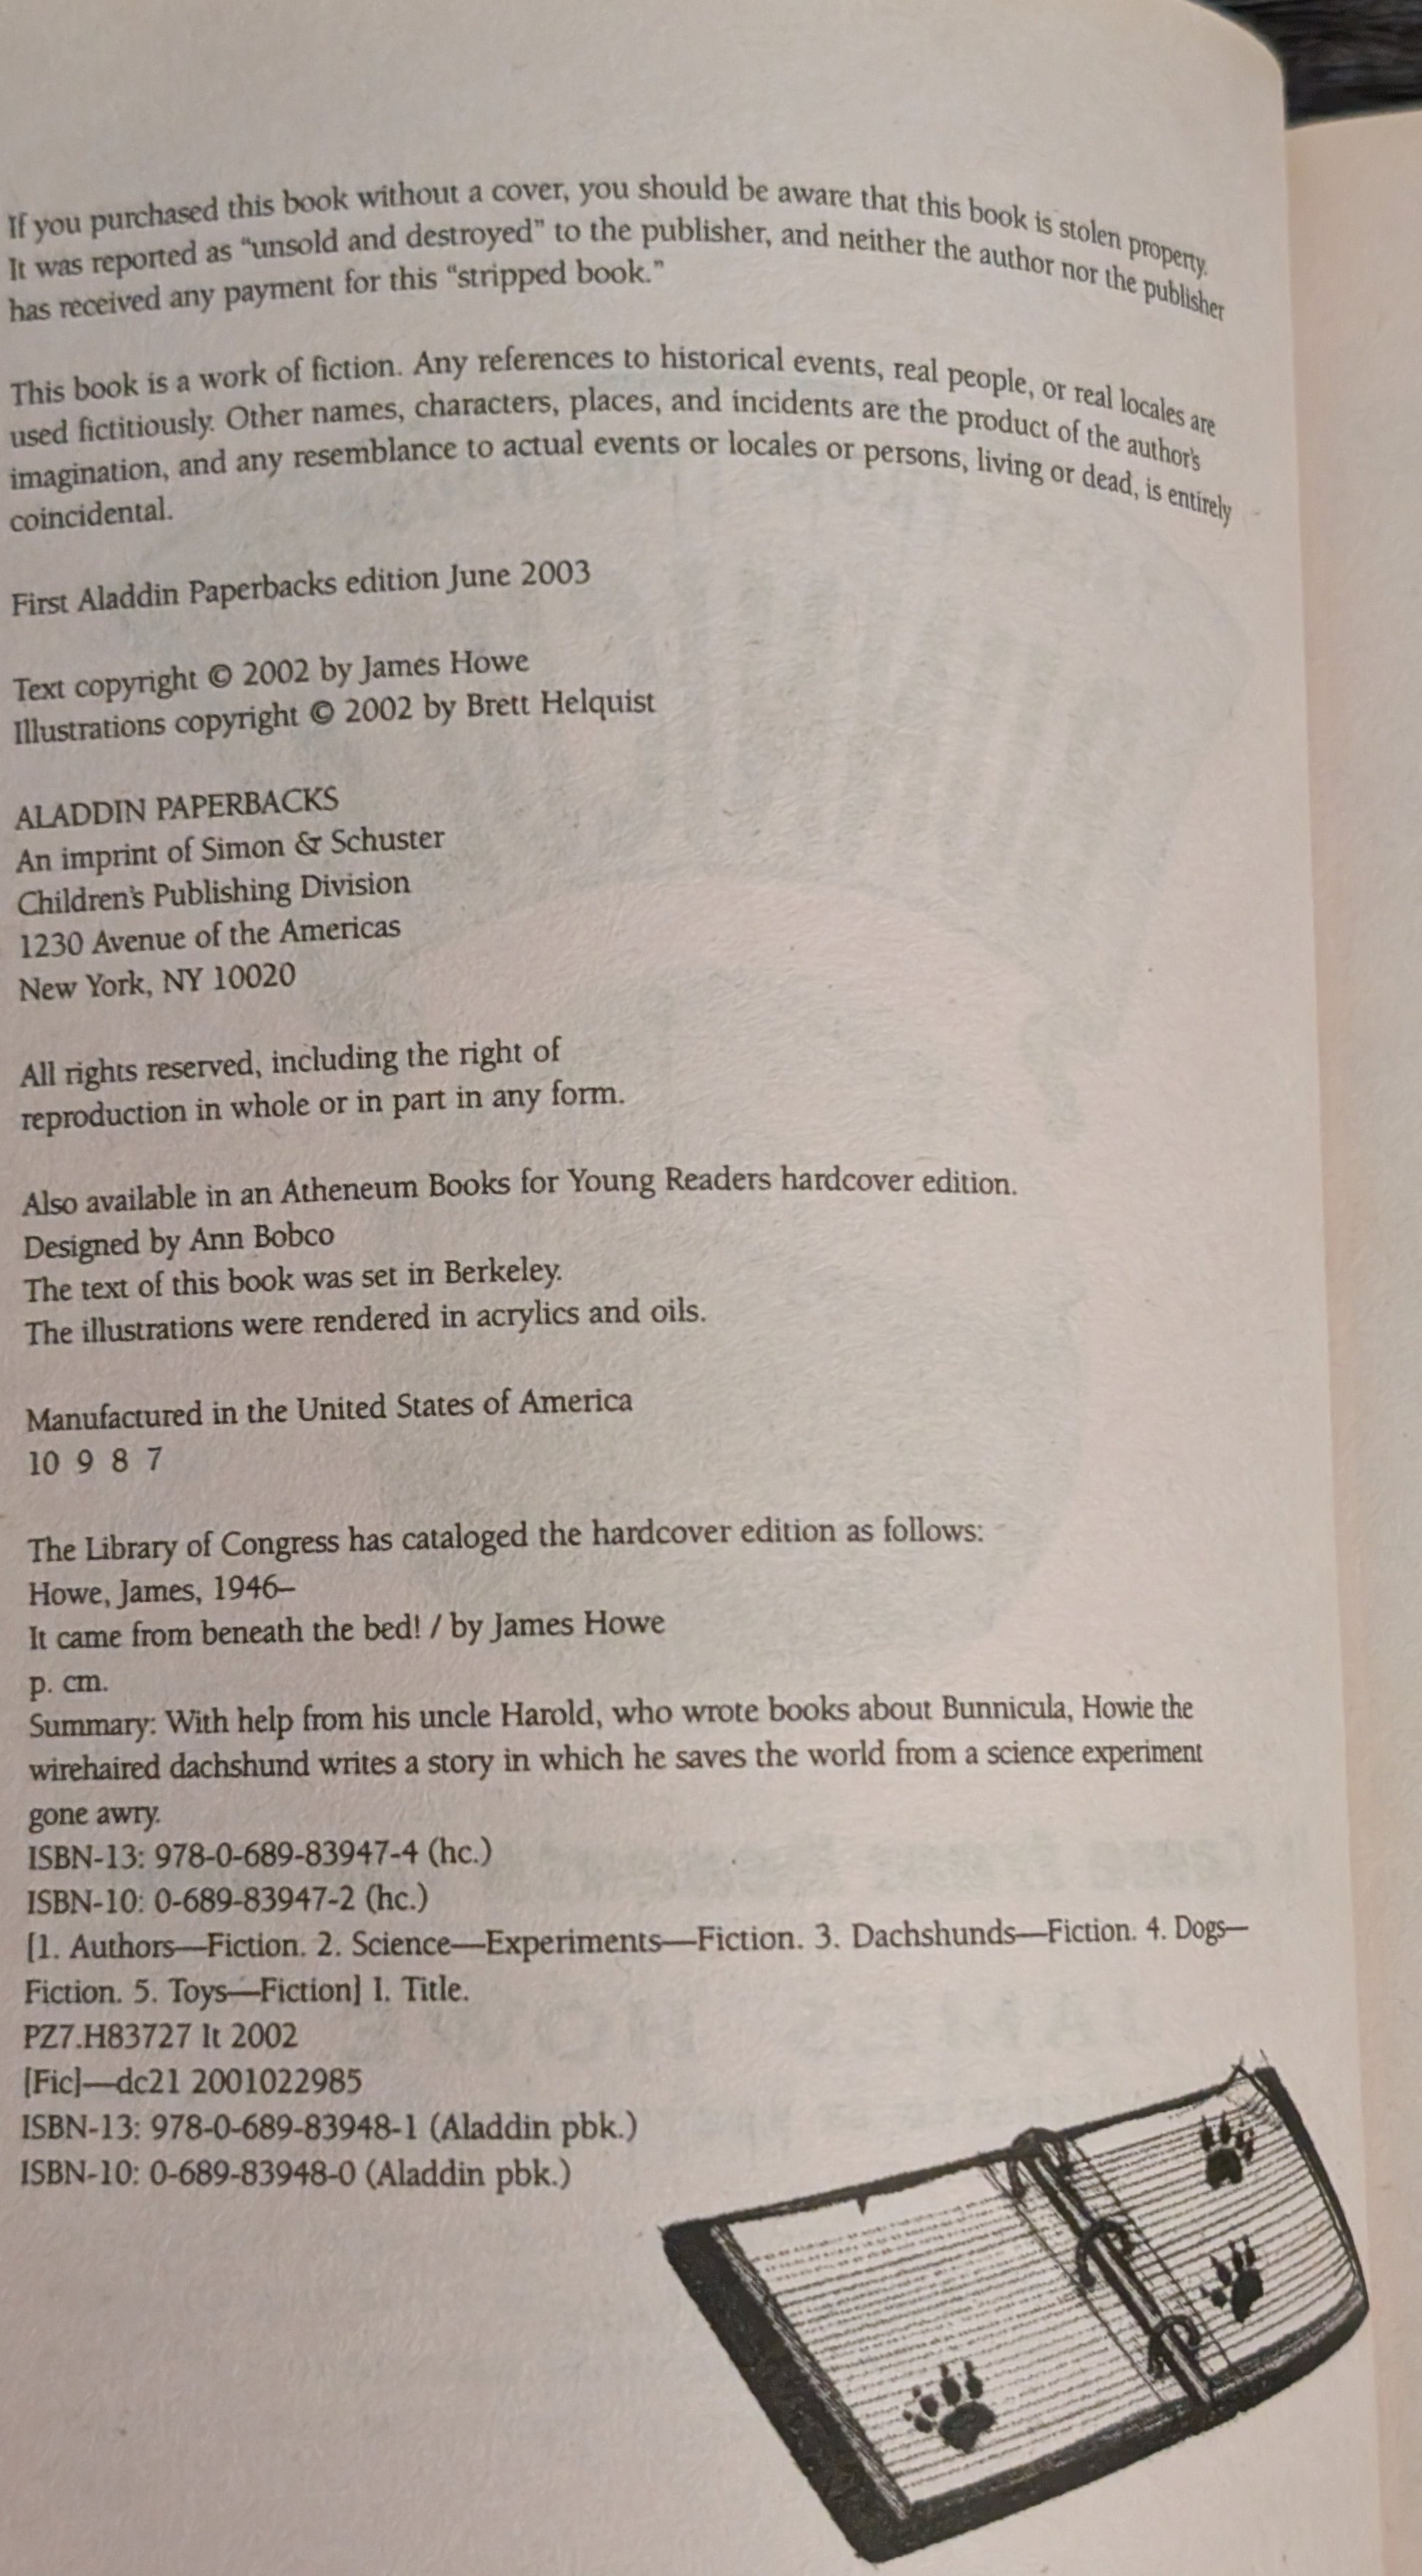 If you purchased this book without a cover, you should be aware that this book is stolen property.
It was reported as “unsold and destroyed” to the publisher, and neither the author nor the publisher
has received any payment for this “stripped book.”
This book is a work of fiction. Any references to historical events, real people, or real locales are
used fictitiously. Other names, characters, places, and incidents are the product of the author’s
imagination, and any resemblance to actual events or locales or persons, living or dead, is entirely
coincidental.
First Aladdin Paperbacks edition June 2003
Text copyright © 2002 by James Howe
Illustrations copyright © 2002 by Brett Helquist
ALADDIN PAPERBACKS
An imprint of Simon & Schuster
Children’s Publishing Division
1230 Avenue of the Americas
New York, NY 10020
All rights reserved, including the right of
reproduction in whole or in part in any form.
Also available in an Atheneum Books for Young Readers hardcover edition.
Designed by Ann Bobco
The text of this book was set in Berkeley.
The illustrations were rendered in acrylics and oils.
Manufactured in the United States of America
10 9 8 7
The Library of Congress has cataloged the hardcover edition as follows:
Howe, James, 1946–
It came from beneath the bed! / by James Howe
p. cm.
Summary: With help from his uncle Harold, who wrote books about Bunnicula, Howie the
wirehaired dachshund writes a story in which he saves the world from a science experiment
gone awry.
ISBN-13: 978-0-689-83947-4 (hc.)
ISBN-10: 0-689-83947-2 (hc.)
[1. Authors—Fiction. 2. Science—Experiments—Fiction. 3. Dachshunds—Fiction. 4. Dogs—
Fiction. 5. Toys—Fiction] I. Title.
PZ7.H83727 It 2002
[Fic]—dc21 2001022985
ISBN-13: 978-0-689-83948-1 (Aladdin pbk.)
ISBN-10: 0-689-83948-0 (Aladdin pbk.)